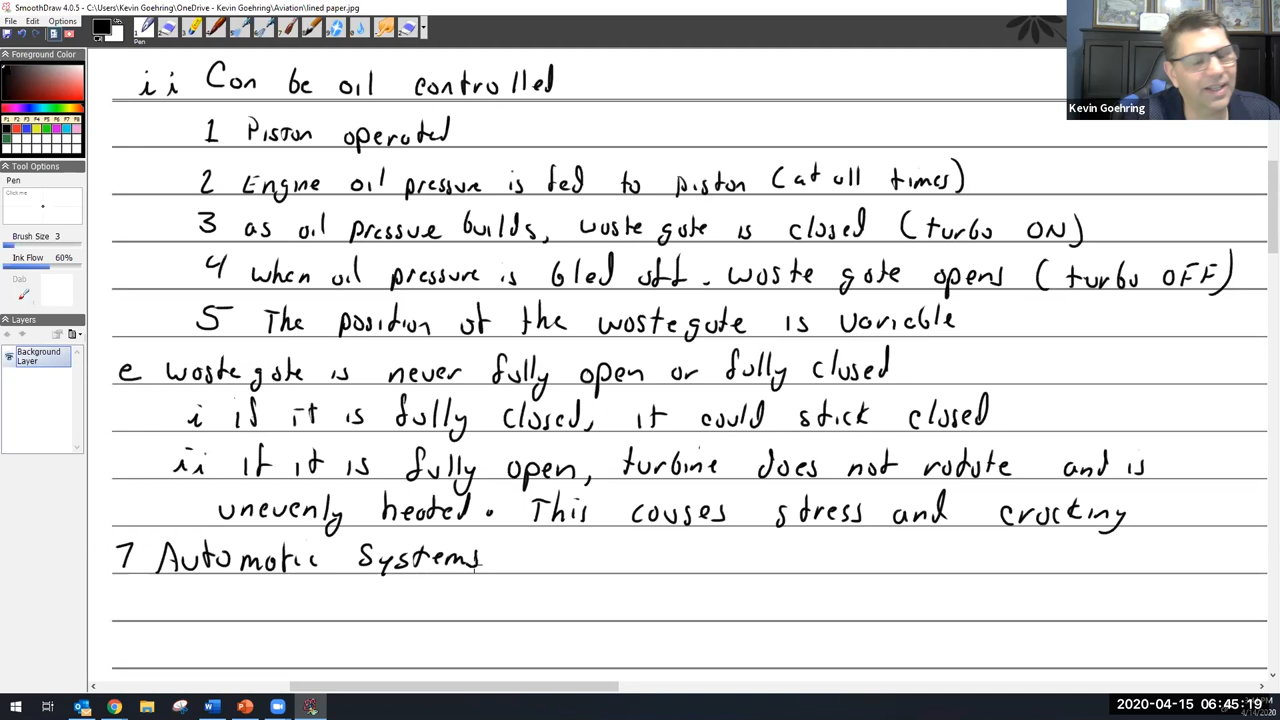 SmoothDraw 4.0.5 - C:\Users\Kevin Goehring\OneDrive - Kevin Goehring\Aviation\lined paper.jpg
File Edit Options
Pen
Foreground Color
Tool Options
Pen
Click me
Brush Size 3
Ink Flow 60%
Dab
Layers
Background Layer
Kevin Goehring
ii Can be oil controlled
1 Piston operated
2 Engine oil pressure is fed to piston (at all times)
3 as oil pressure builds, waste gate is closed (turbo ON)
4 when oil pressure is bled off. waste gate opens (turbo OFF)
5 The position of the wastegate is variable
e waste gate is never fully open or fully closed
i if it is fully closed, it could stick closed
ii if it is fully open, turbine does not rotate and is
unevenly heated. This causes stress and cracking
7 Automatic Systems
2020-04-15 06:45:19